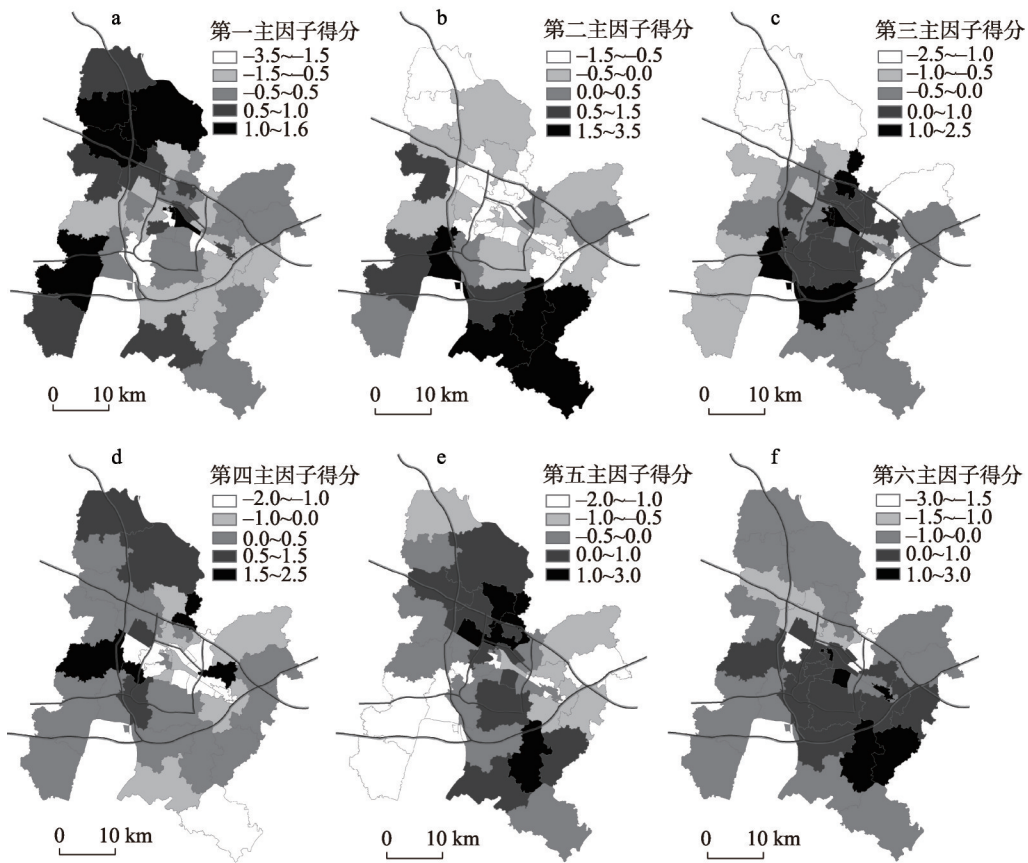 a
第一主因子得分
–3.5~–1.5
–1.5~–0.5
–0.5~0.5
0.5~1.0
1.0~1.6
0 10 km
b
第二主因子得分
–1.5~–0.5
–0.5~0.0
0.0~0.5
0.5~1.5
1.5~3.5
0 10 km
c
第三主因子得分
–2.5~–1.0
–1.0~–0.5
–0.5~0.0
0.0~1.0
1.0~2.5
0 10 km
d
第四主因子得分
–2.0~–1.0
–1.0~0.0
0.0~0.5
0.5~1.5
1.5~2.5
0 10 km
e
第五主因子得分
–2.0~–1.0
–1.0~–0.5
–0.5~0.0
0.0~1.0
1.0~3.0
0 10 km
f
第六主因子得分
–3.0~–1.5
–1.5~–1.0
–1.0~0.0
0.0~1.0
1.0~3.0
0 10 km